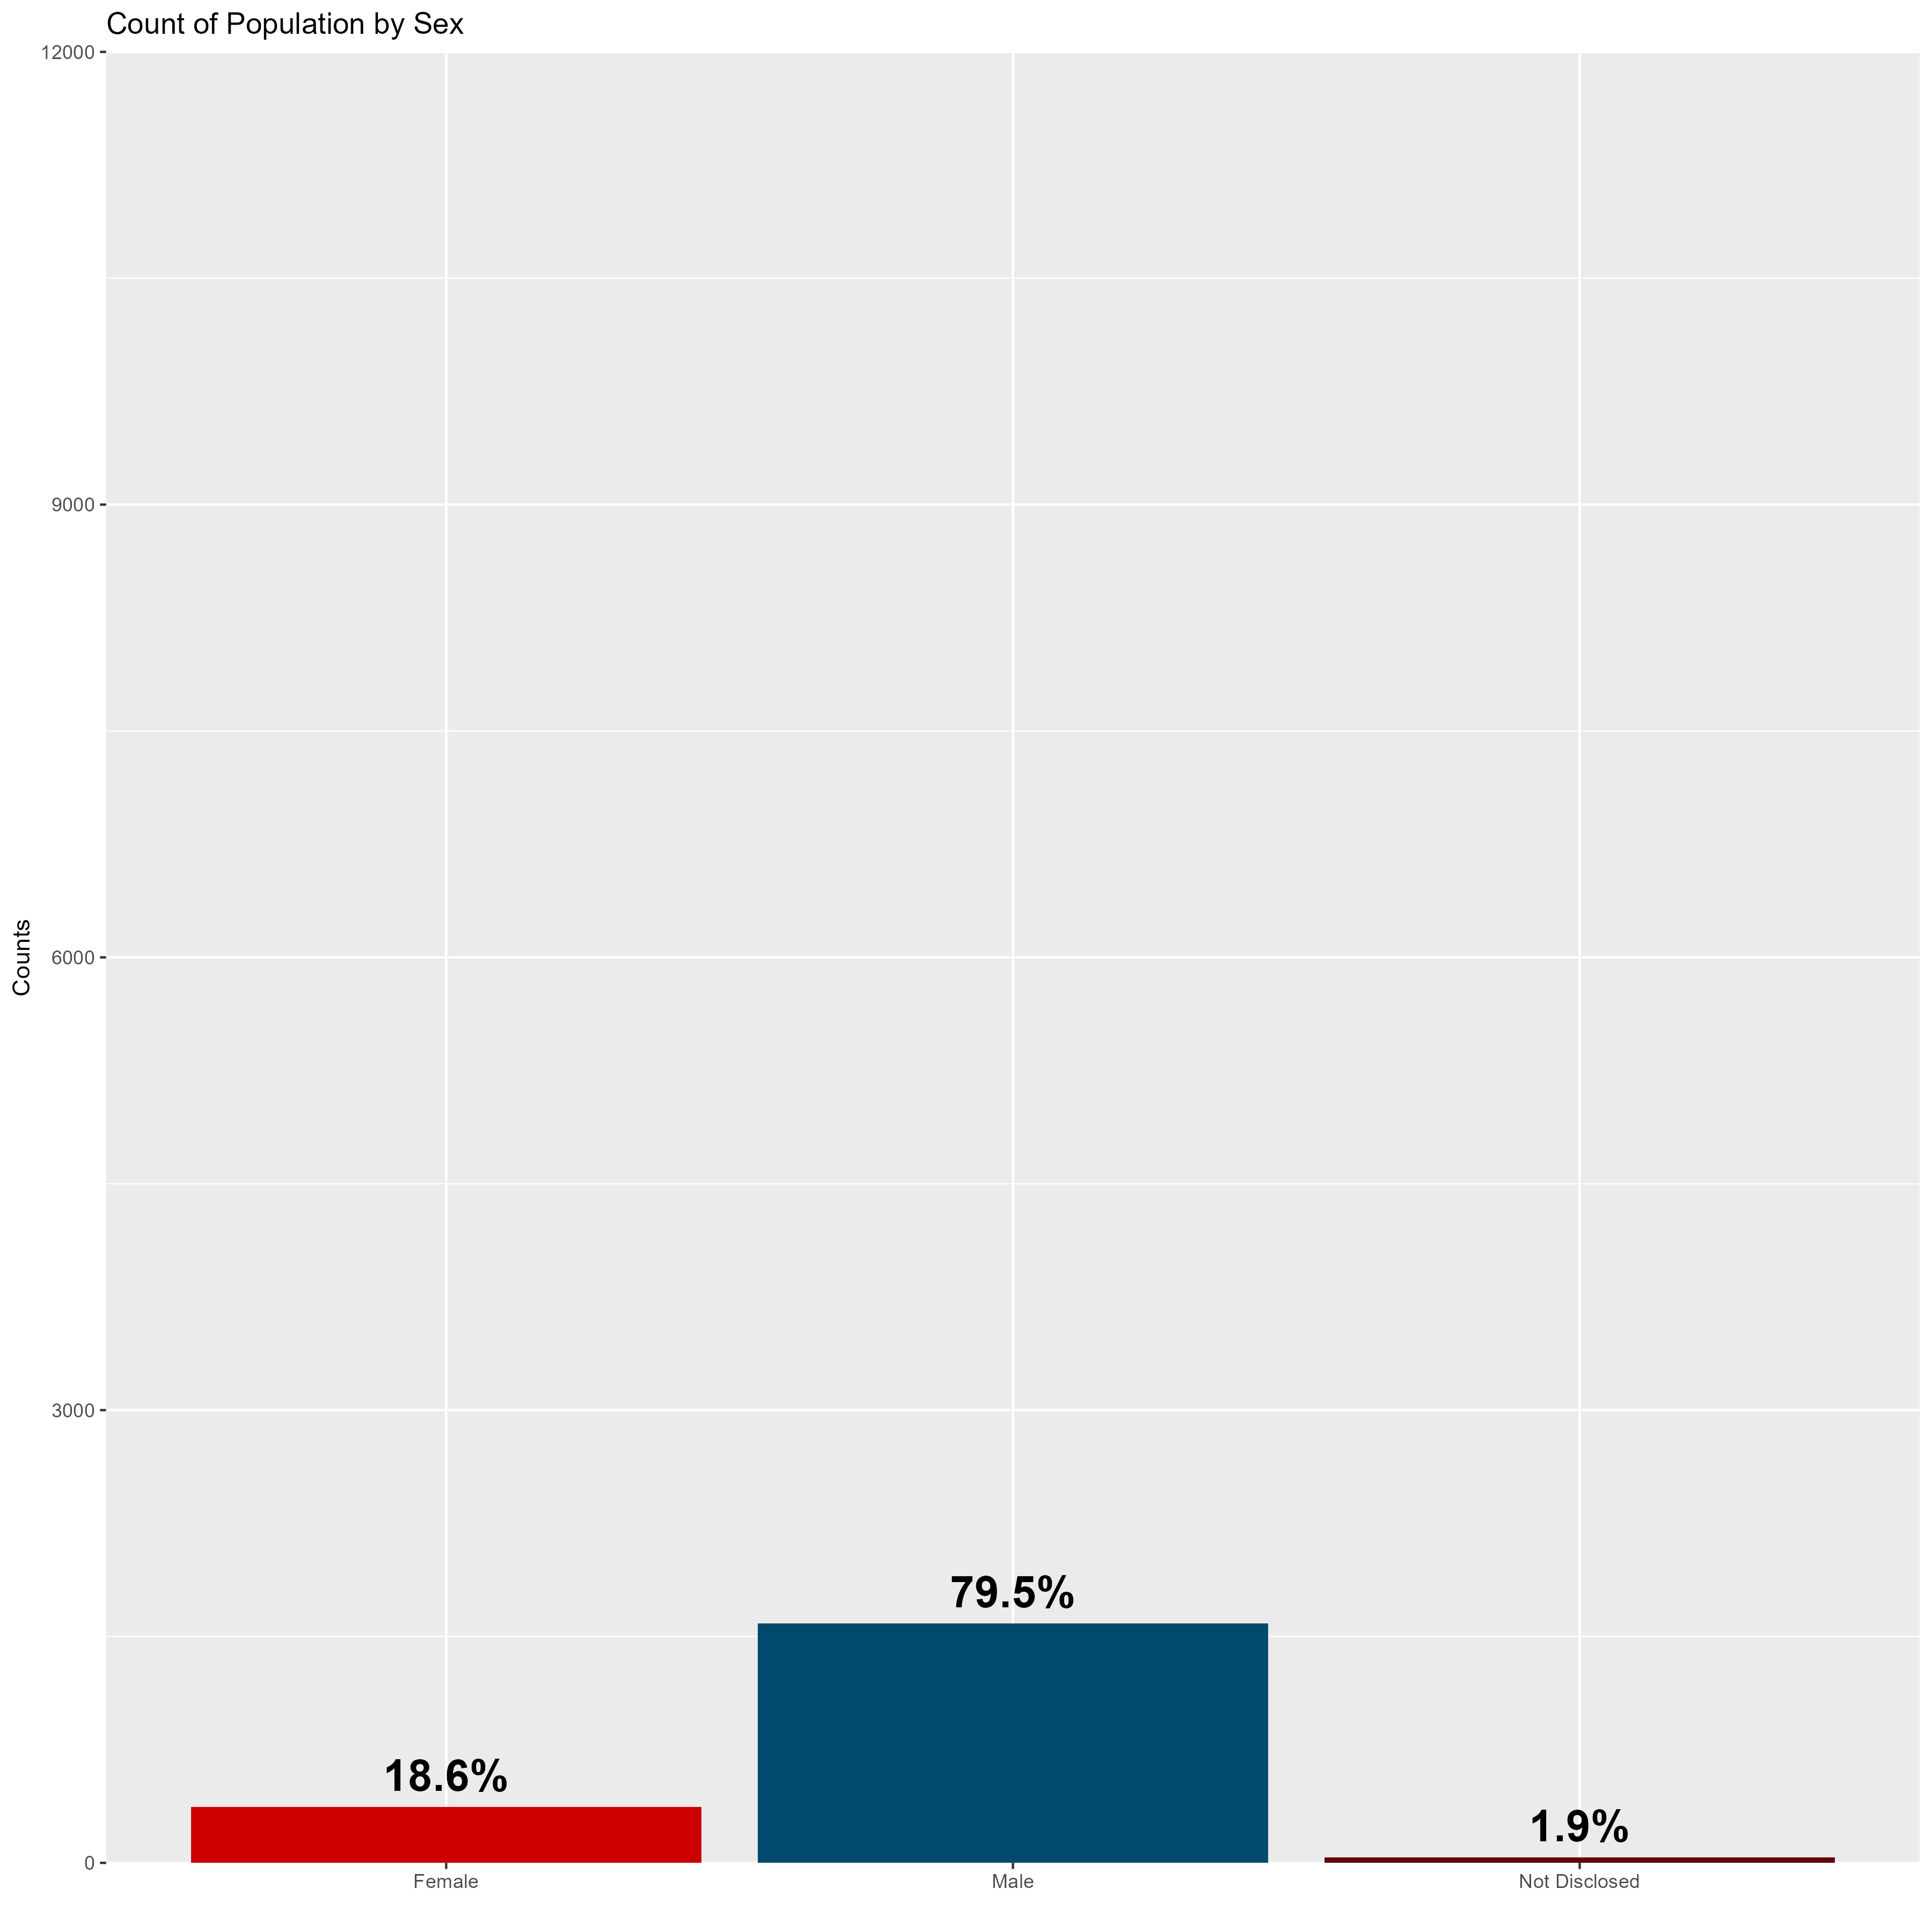 Count of Population by Sex
12000
9000
6000
3000
0
Counts
79.5%
18.6%
1.9%
Female
Male
Not Disclosed